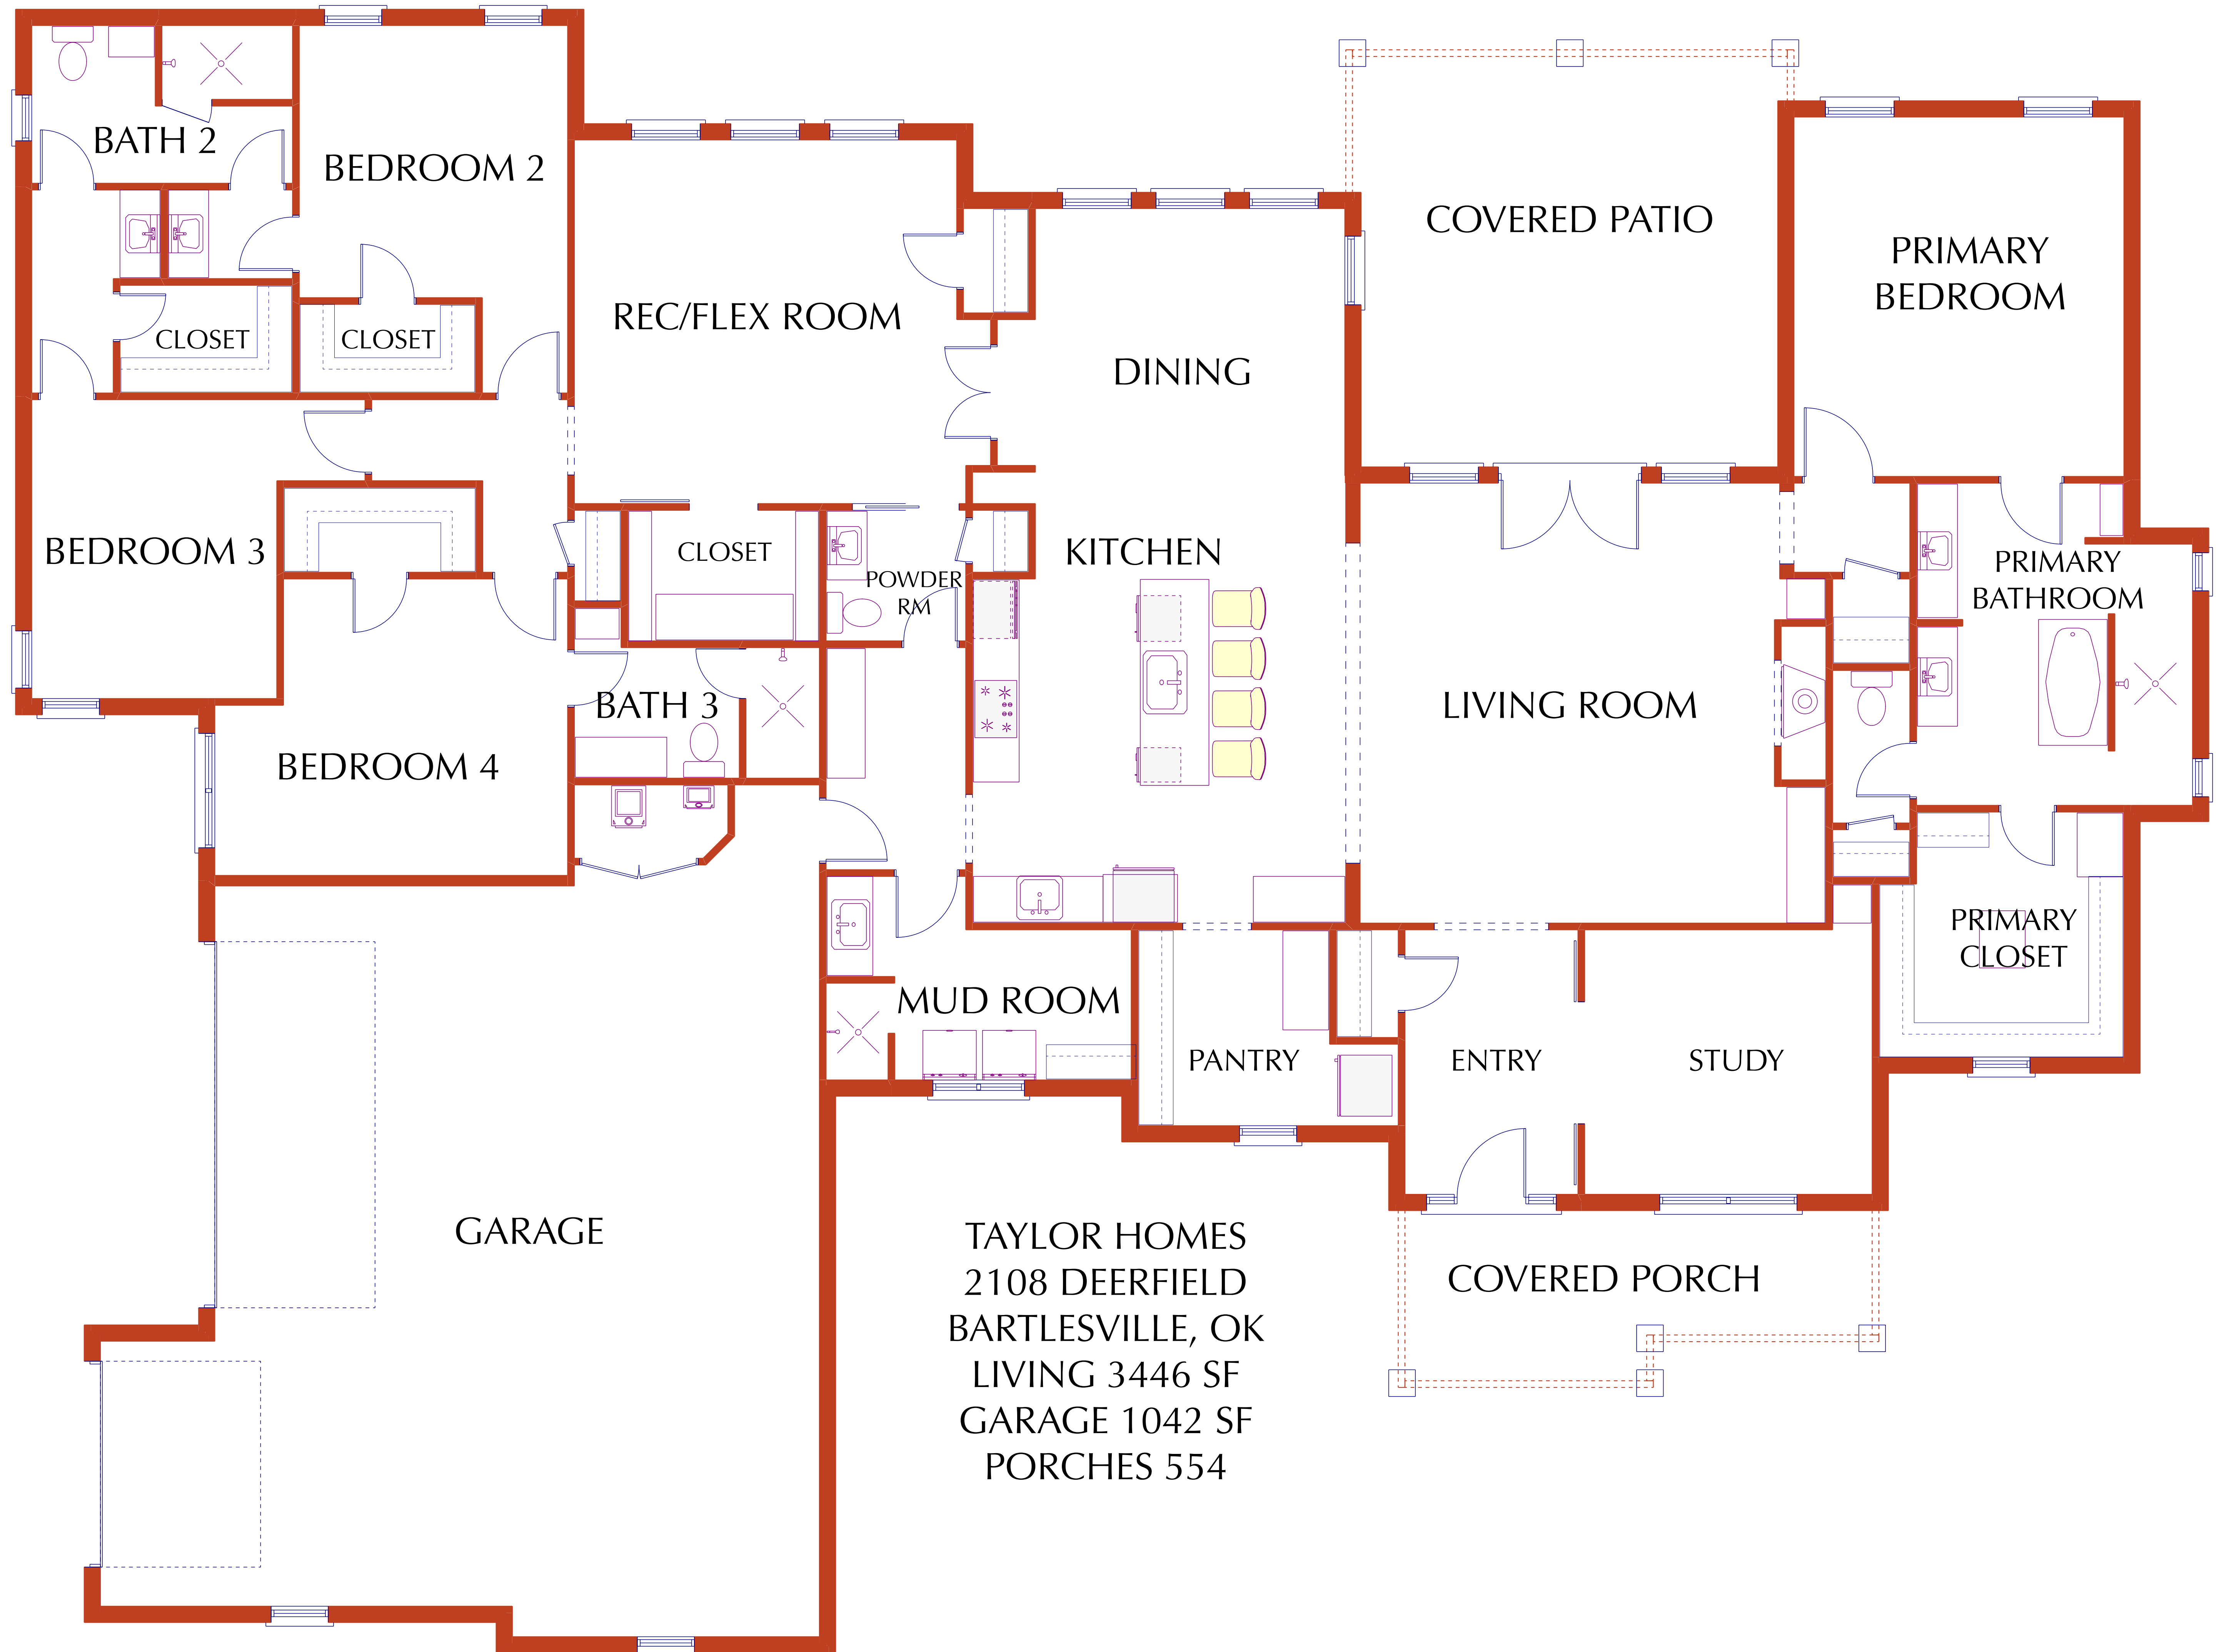 BATH 2
BEDROOM 2
COVERED PATIO
PRIMARY
BEDROOM
REC/FLEX ROOM
CLOSET
CLOSET
DINING
BEDROOM 3
CLOSET
KITCHEN
POWDER
RM
PRIMARY
BATHROOM
BATH 3
LIVING ROOM
BEDROOM 4
PRIMARY
CLOSET
MUD ROOM
PANTRY
ENTRY
STUDY
GARAGE
COVERED PORCH
TAYLOR HOMES
2108 DEERFIELD
BARTLESVILLE, OK
LIVING 3446 SF
GARAGE 1042 SF
PORCHES 554